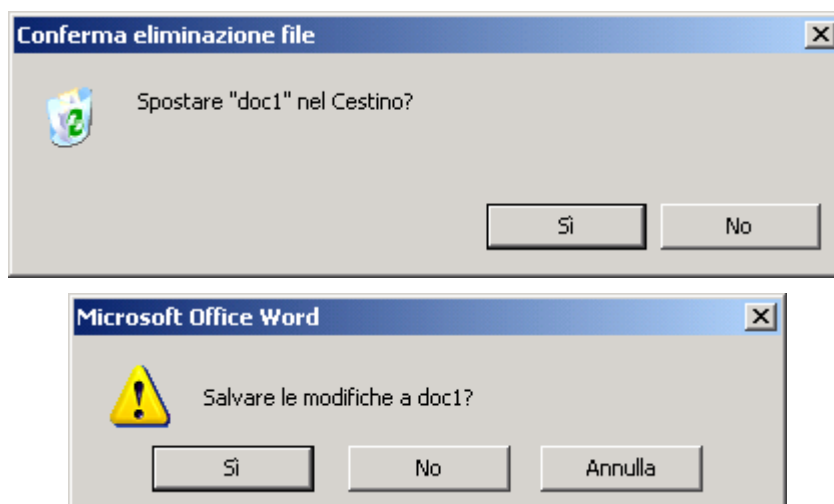 Conferma eliminazione file
Spostare "doc1" nel Cestino?
Sì No
Microsoft Office Word
Salvare le modifiche a doc1?
Sì No Annulla